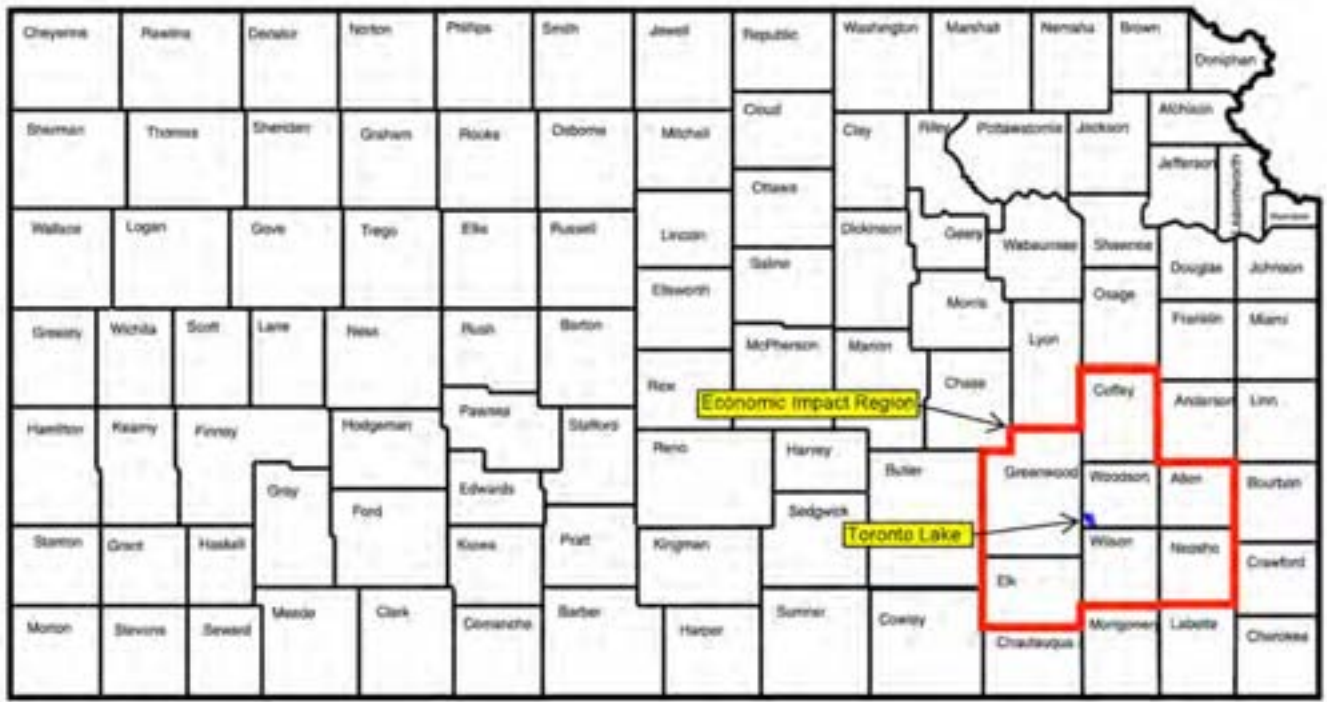 Cheyenne Rawlins Decatur Norton Phillips Smith Jewell Republic Washington Marshall Nemaha Brown
Doniphan
Atchison
Cloud
Sherman Thomas Sheridan Graham Rooks Osborne Mitchell Clay Riley Pottawatomie Jackson
Jefferson
Leavenworth
Ottawa
Wallace Logan Gove Trego Ellis Russell Lincoln Dickinson Geary Wabaunsee Shawnee
Saline Douglas Johnson
Ellsworth Morris Osage
Greeley Wichita Scott Lane Ness Rush Barton McPherson Marion Lyon Franklin Miami
Rice Chase Coffey
Economic Impact Region
Anderson Linn
Hamilton Kearny Finney Hodgeman Pawnee Stafford
Reno Harvey Butler Greenwood Woodson Allen Bourbon
Gray Edwards
Ford Sedgwick
Toronto Lake
Stanton Grant Haskell Kiowa Pratt Kingman Wilson Neosho Crawford
Elk
Morton Stevens Seward Meade Clark Comanche Barber Harper Sumner Cowley Montgomery Labette Cherokee
Chautauqua